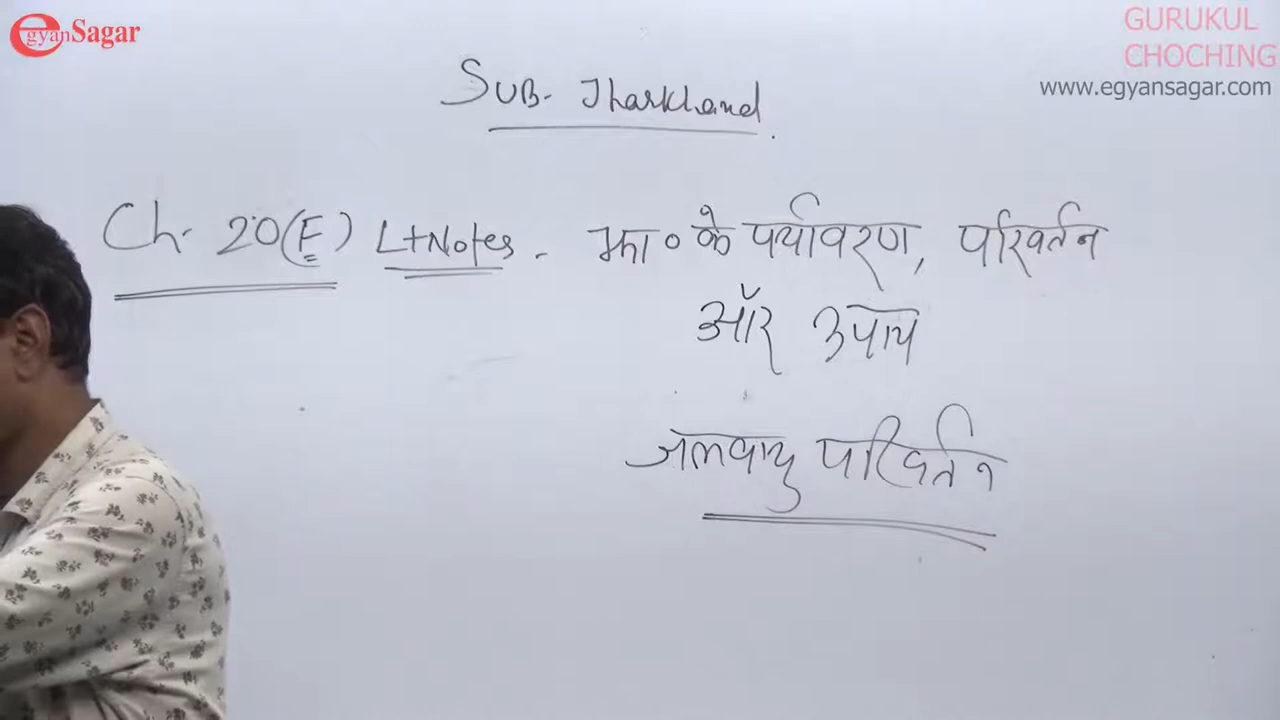 egyanSagar
GURUKUL
CHOCHING
www.egyansagar.com
SUB. Jharkhand.
Ch. 20(F) L+Notes - झा० के पर्यावरण, परिवर्तन
और उपाय
जलवायु परिवर्तन